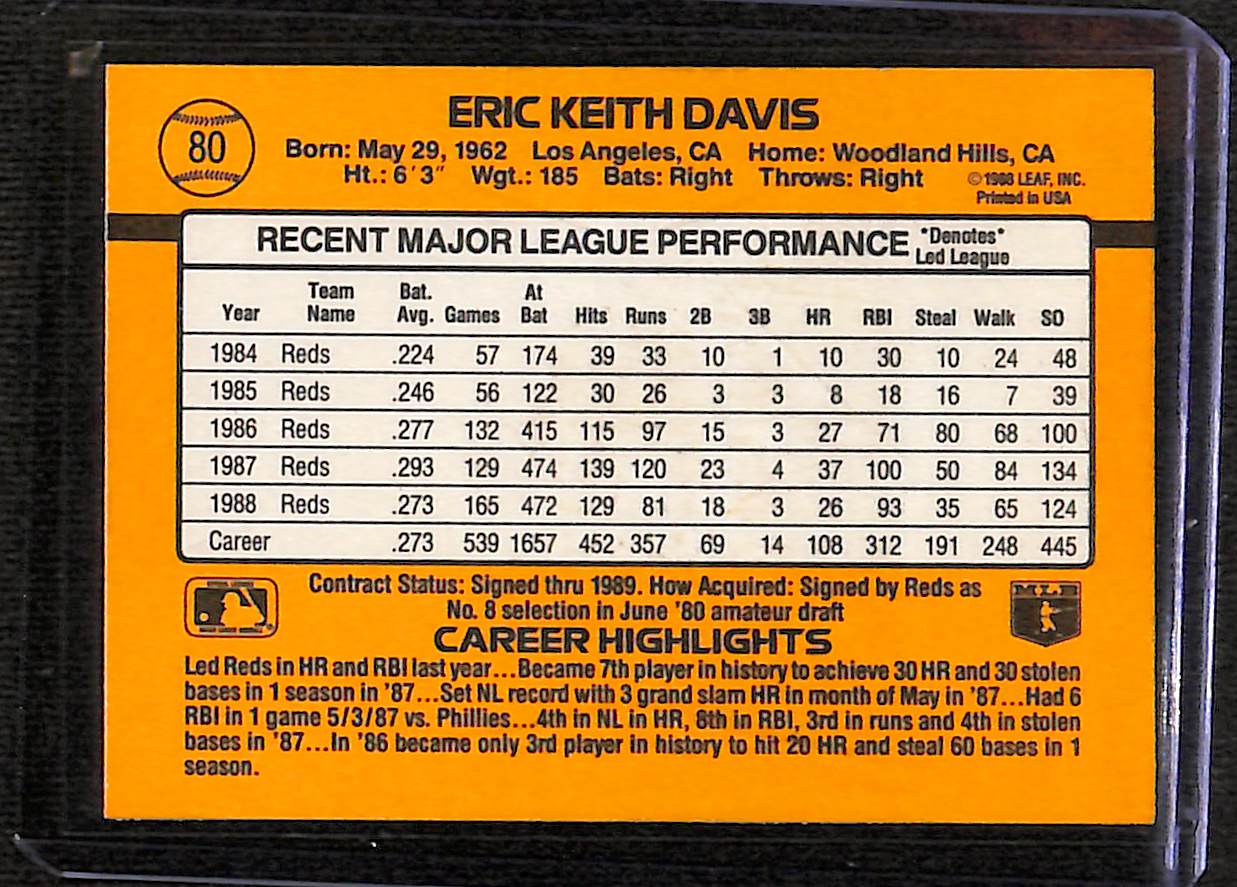 80
ERIC KEITH DAVIS
Born: May 29, 1962 Los Angeles, CA Home: Woodland Hills, CA
Ht.: 6'3" Wgt.: 185 Bats: Right Throws: Right ©1988 LEAF, INC.
Printed in USA
RECENT MAJOR LEAGUE PERFORMANCE *Denotes*
Led League
Team Bat. At
Year Name Avg. Games Bat Hits Runs 2B 3B HR RBI Steal Walk SO
1984 Reds .224 57 174 39 33 10 1 10 30 10 24 48
1985 Reds .246 56 122 30 26 3 3 8 18 16 7 39
1986 Reds .277 132 415 115 97 15 3 27 71 80 68 100
1987 Reds .293 129 474 139 120 23 4 37 100 50 84 134
1988 Reds .273 165 472 129 81 18 3 26 93 35 65 124
Career .273 539 1657 452 357 69 14 108 312 191 248 445
Contract Status: Signed thru 1989. How Acquired: Signed by Reds as
No. 8 selection in June '80 amateur draft
MLB
CAREER HIGHLIGHTS
Led Reds in HR and RBI last year...Became 7th player in history to achieve 30 HR and 30 stolen
bases in 1 season in '87...Set NL record with 3 grand slam HR in month of May in '87...Had 6
RBI in 1 game 5/3/87 vs. Phillies...4th in NL in HR, 8th in RBI, 3rd in runs and 4th in stolen
bases in '87...In '86 became only 3rd player in history to hit 20 HR and steal 60 bases in 1
season.